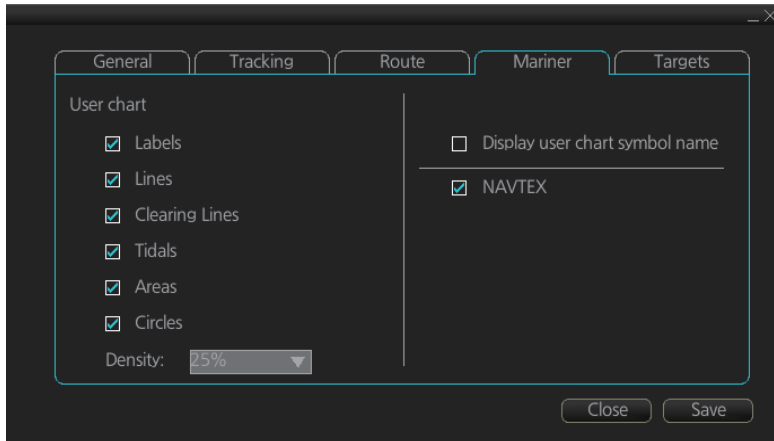 General Tracking Route Mariner Targets
User chart
Labels
Lines
Clearing Lines
Tidals
Areas
Circles
Density: 25%
Display user chart symbol name
NAVTEX
Close Save